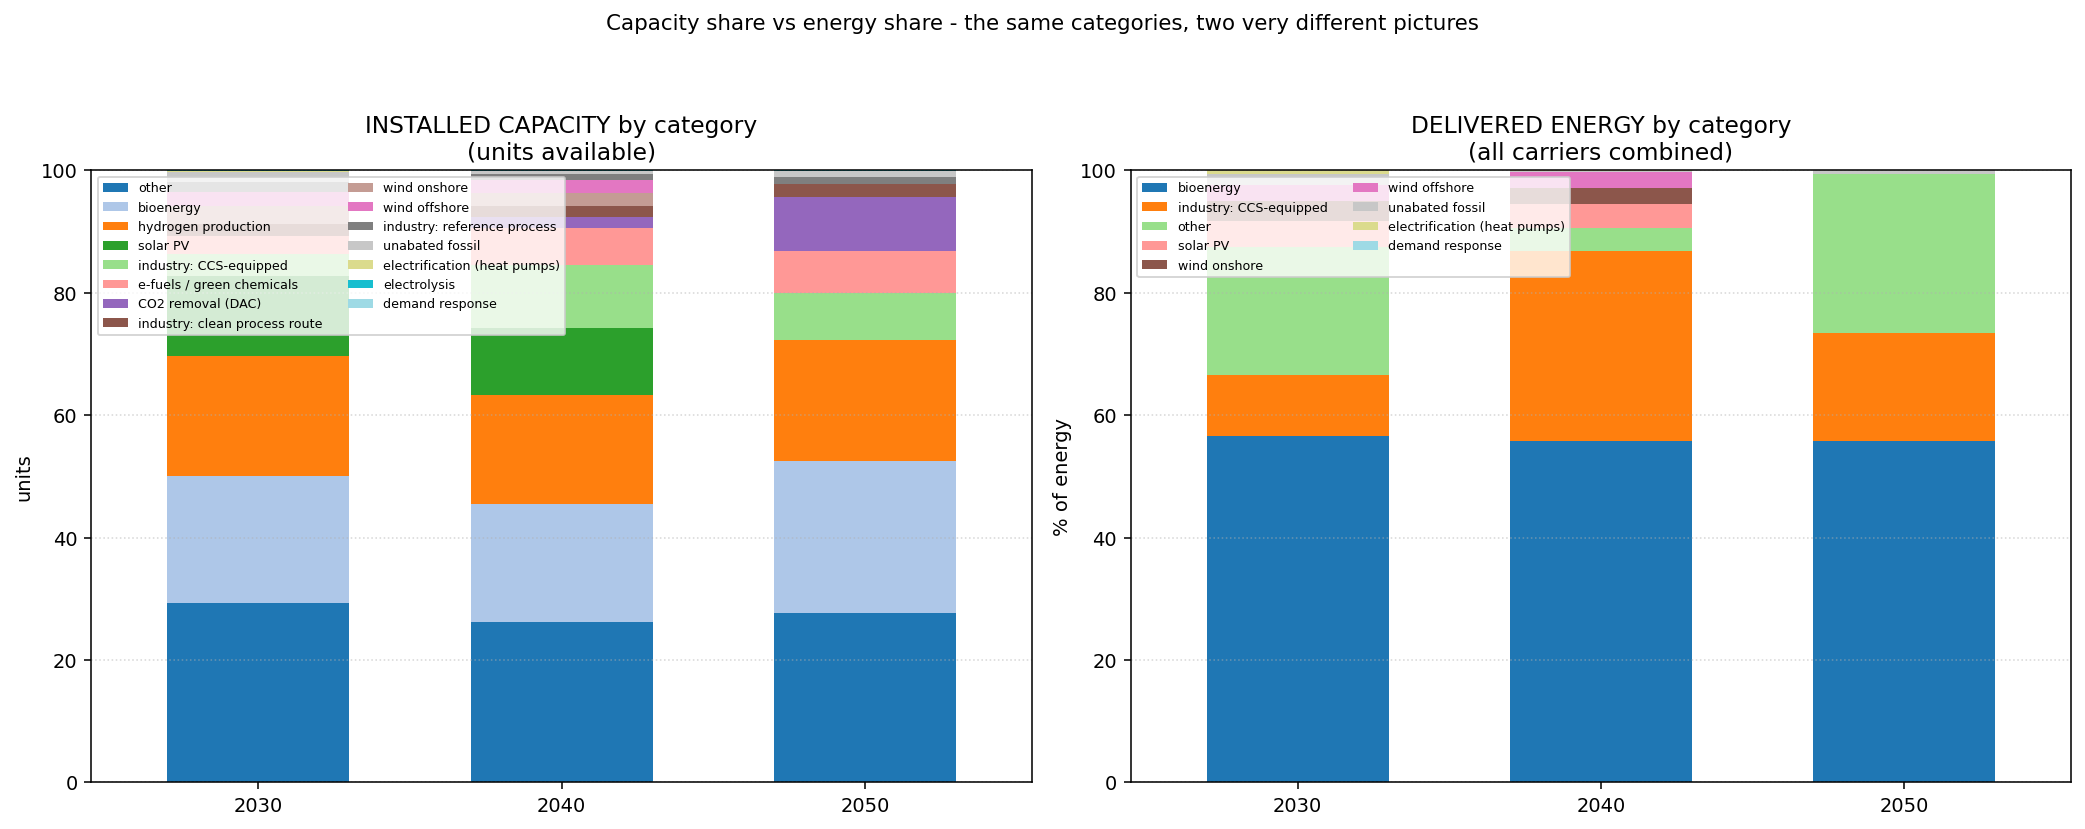 Capacity share vs energy share - the same categories, two very different pictures
INSTALLED CAPACITY by category
(units available)
units
100
80
60
40
20
0
2030
2040
2050
other
bioenergy
hydrogen production
solar PV
industry: CCS-equipped
e-fuels / green chemicals
CO2 removal (DAC)
industry: clean process route
wind onshore
wind offshore
industry: reference process
unabated fossil
electrification (heat pumps)
electrolysis
demand response
DELIVERED ENERGY by category
(all carriers combined)
% of energy
100
80
60
40
20
0
2030
2040
2050
bioenergy
industry: CCS-equipped
other
solar PV
wind onshore
wind offshore
unabated fossil
electrification (heat pumps)
demand response